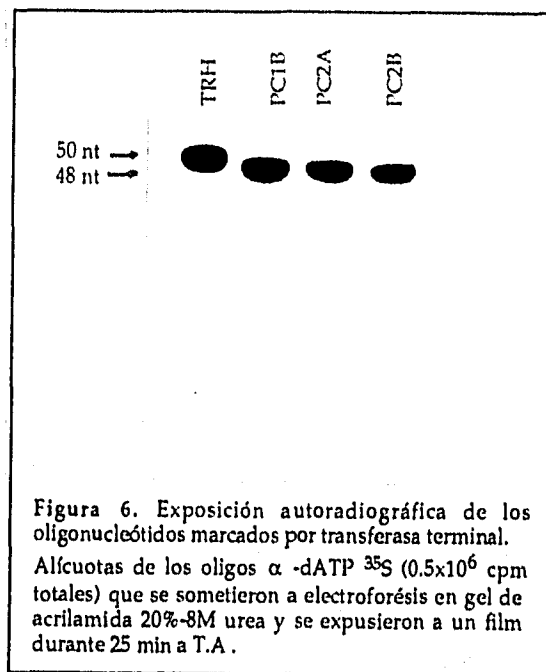 TRH PC1B PC2A PC2B
50 nt →
48 nt →
Figura 6. Exposición autoradiográfica de los
oligonucleótidos marcados por transferasa terminal.
Alícuotas de los oligos α -dATP ³⁵S (0.5x10⁶ cpm
totales) que se sometieron a electroforésis en gel de
acrilamida 20%-8M urea y se expusieron a un film
durante 25 min a T.A .